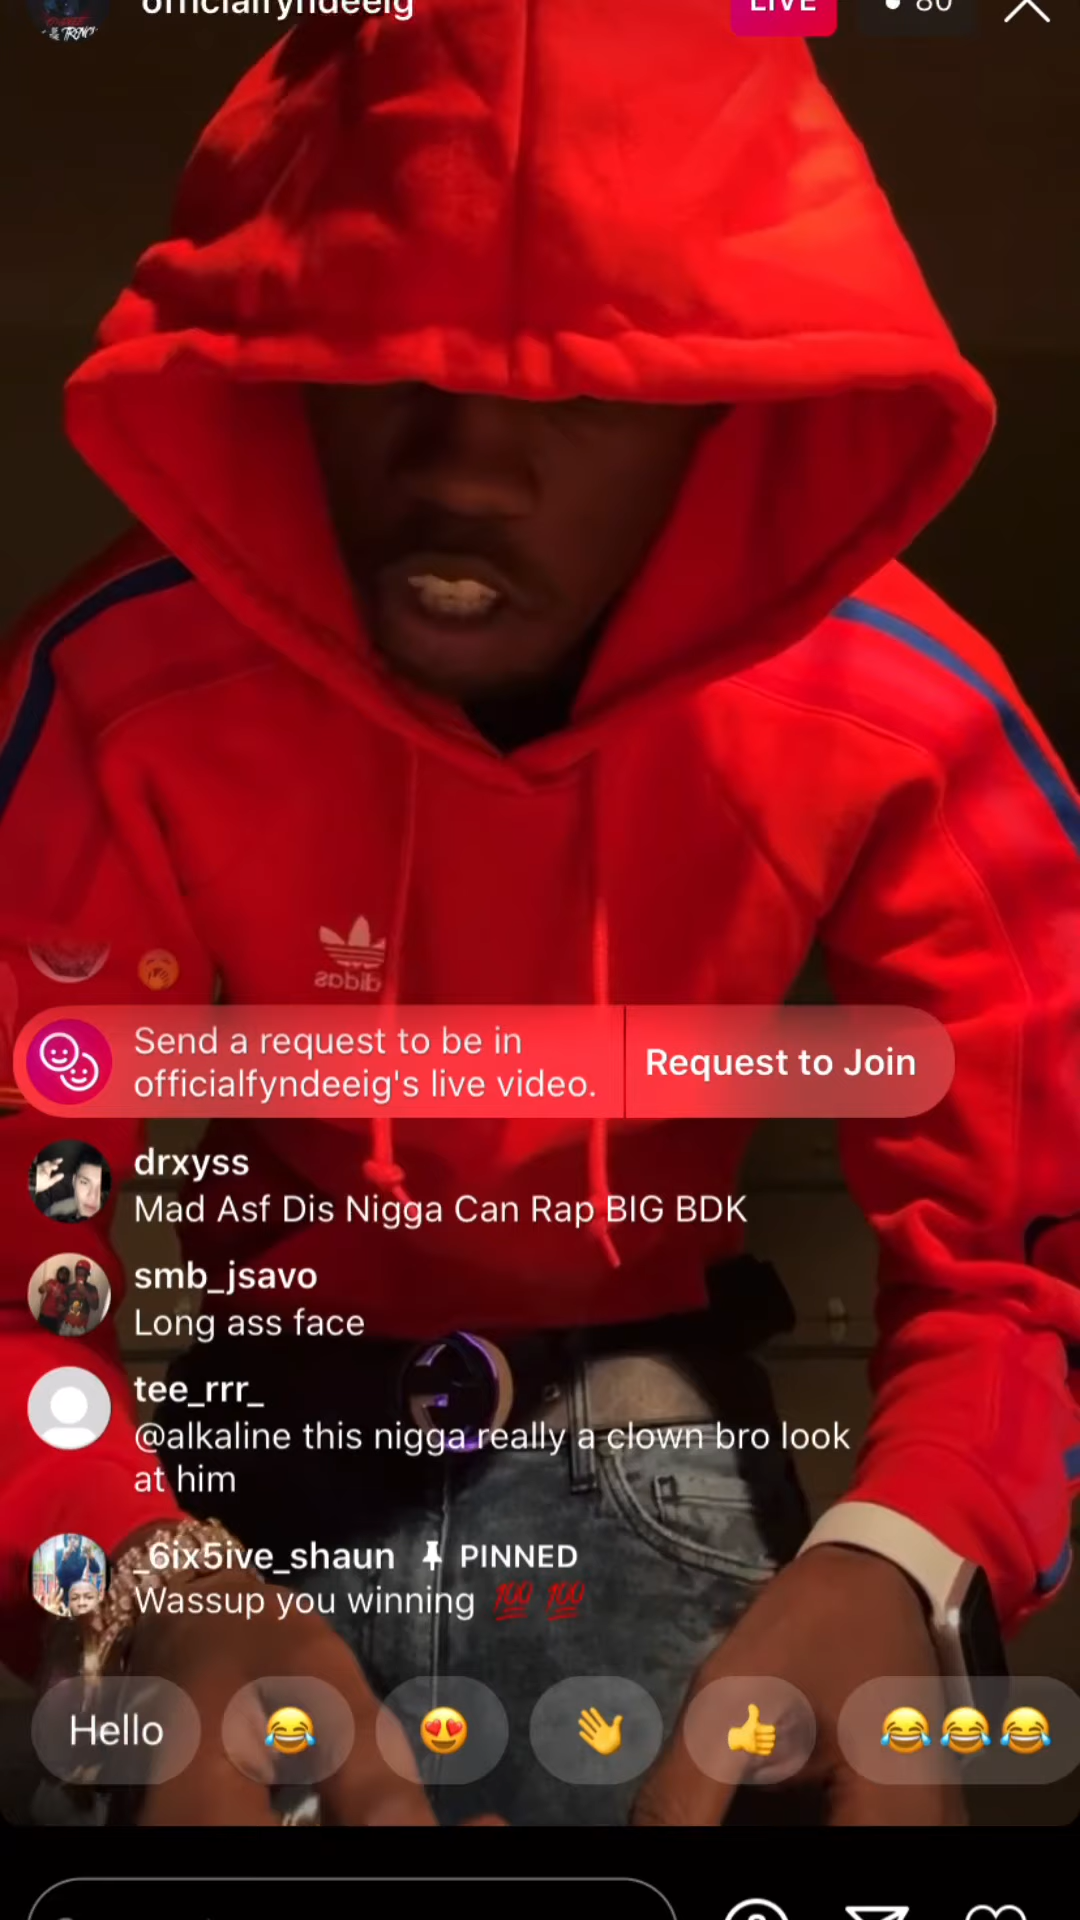 officialfyndeeig
LIVE
80
adidas
Send a request to be in
officialfyndeeig's live video.
Request to Join
drxyss
Mad Asf Dis Nigga Can Rap BIG BDK
smb_jsavo
Long ass face
tee_rrr_
@alkaline this nigga really a clown bro look
at him
_6ix5ive_shaun PINNED
Wassup you winning 💯 💯
Hello 😂 😍 👋 👍 😂😂😂